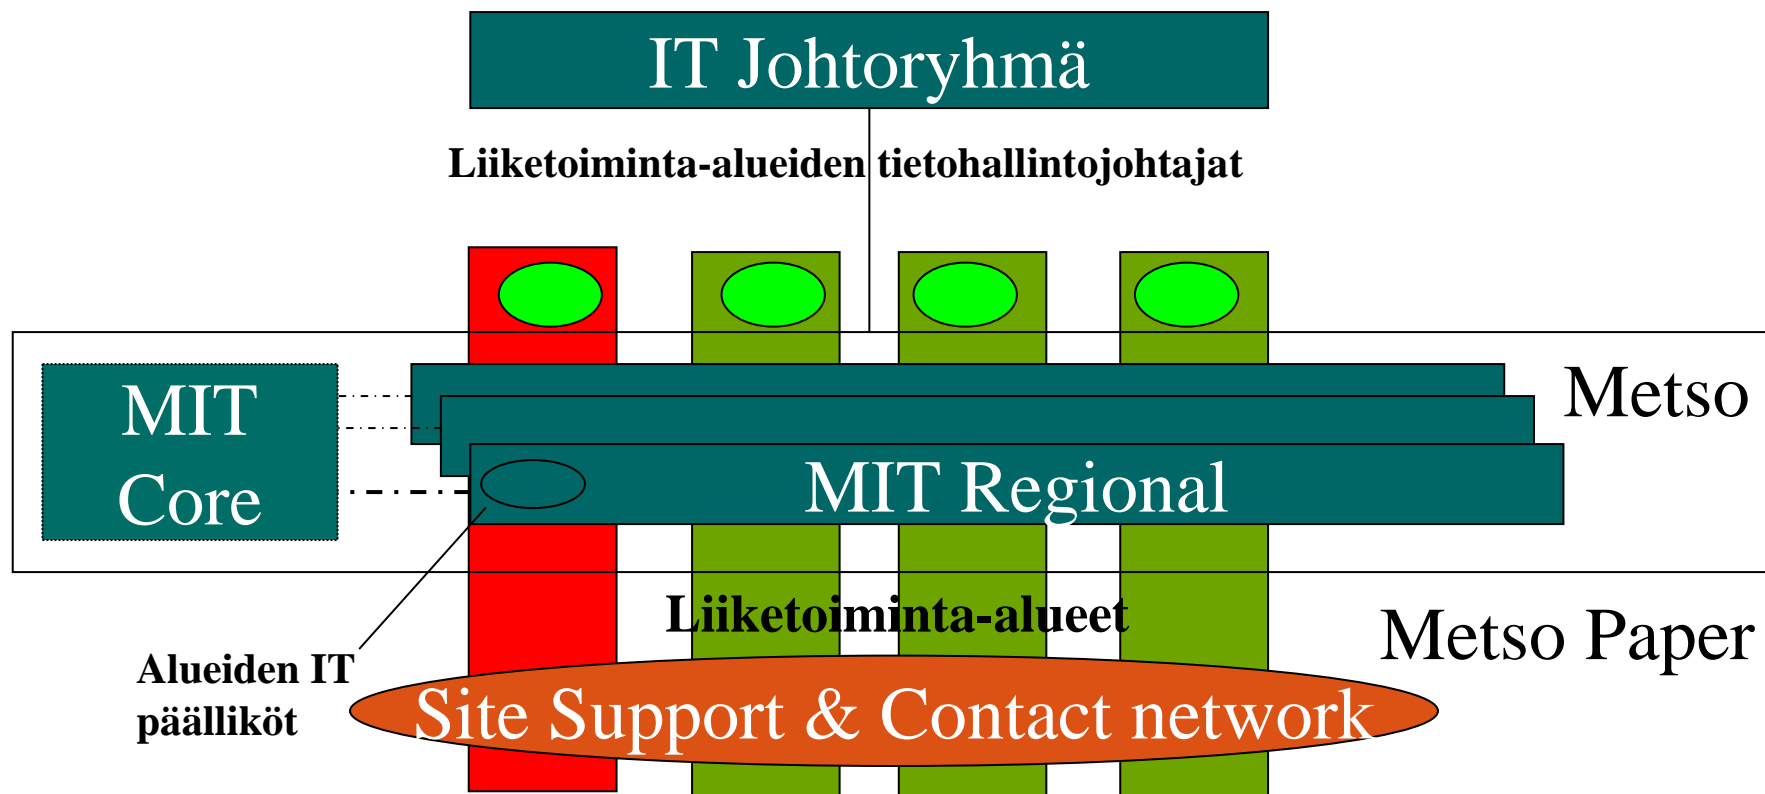 IT Johtoryhmä
Liiketoiminta-alueiden tietohallintojohtajat
Metso
MIT
Core
MIT Regional
Liiketoiminta-alueet
Metso Paper
Alueiden IT
päälliköt
Site Support & Contact network